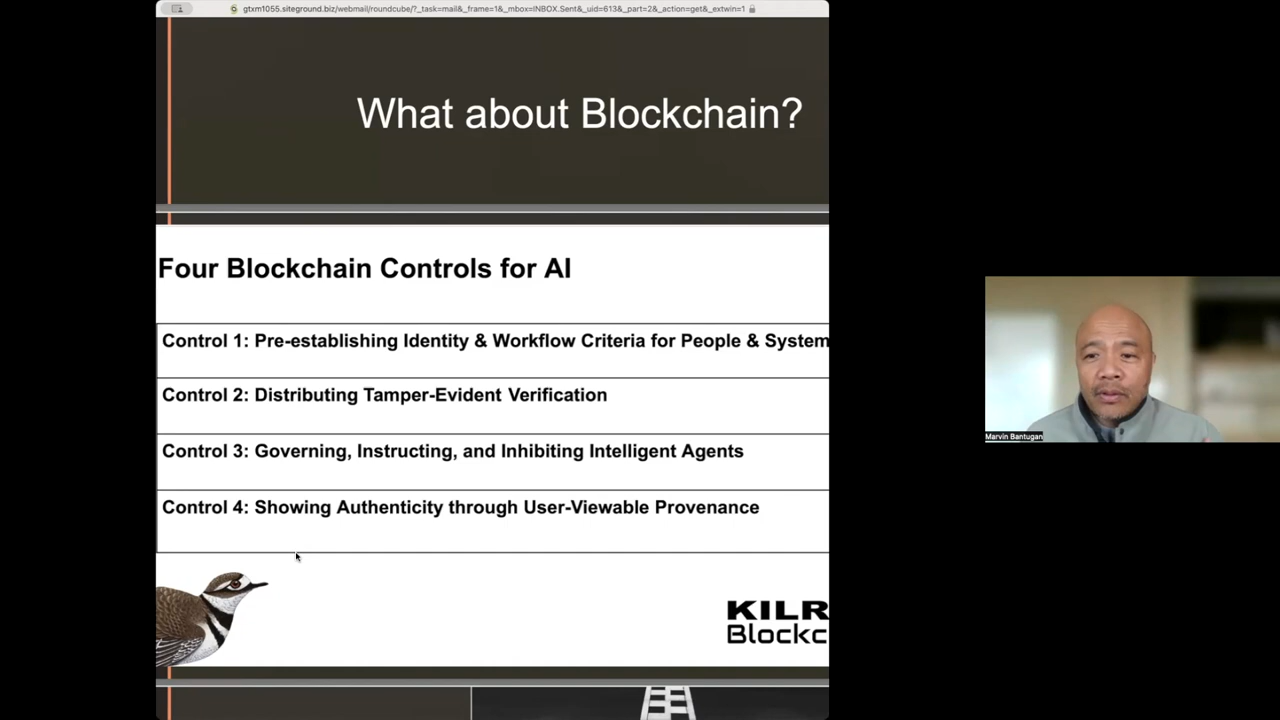 gtxm1055.siteground.biz/webmail/roundcube/?_task=mail&_frame=1&_mbox=INBOX.Sent&_uid=613&_part=2&_action=get&_extwin=1
What about Blockchain?
Four Blockchain Controls for AI
Control 1: Pre-establishing Identity & Workflow Criteria for People & System
Control 2: Distributing Tamper-Evident Verification
Control 3: Governing, Instructing, and Inhibiting Intelligent Agents
Control 4: Showing Authenticity through User-Viewable Provenance
KILR
Blockc
Marvin Bantugan